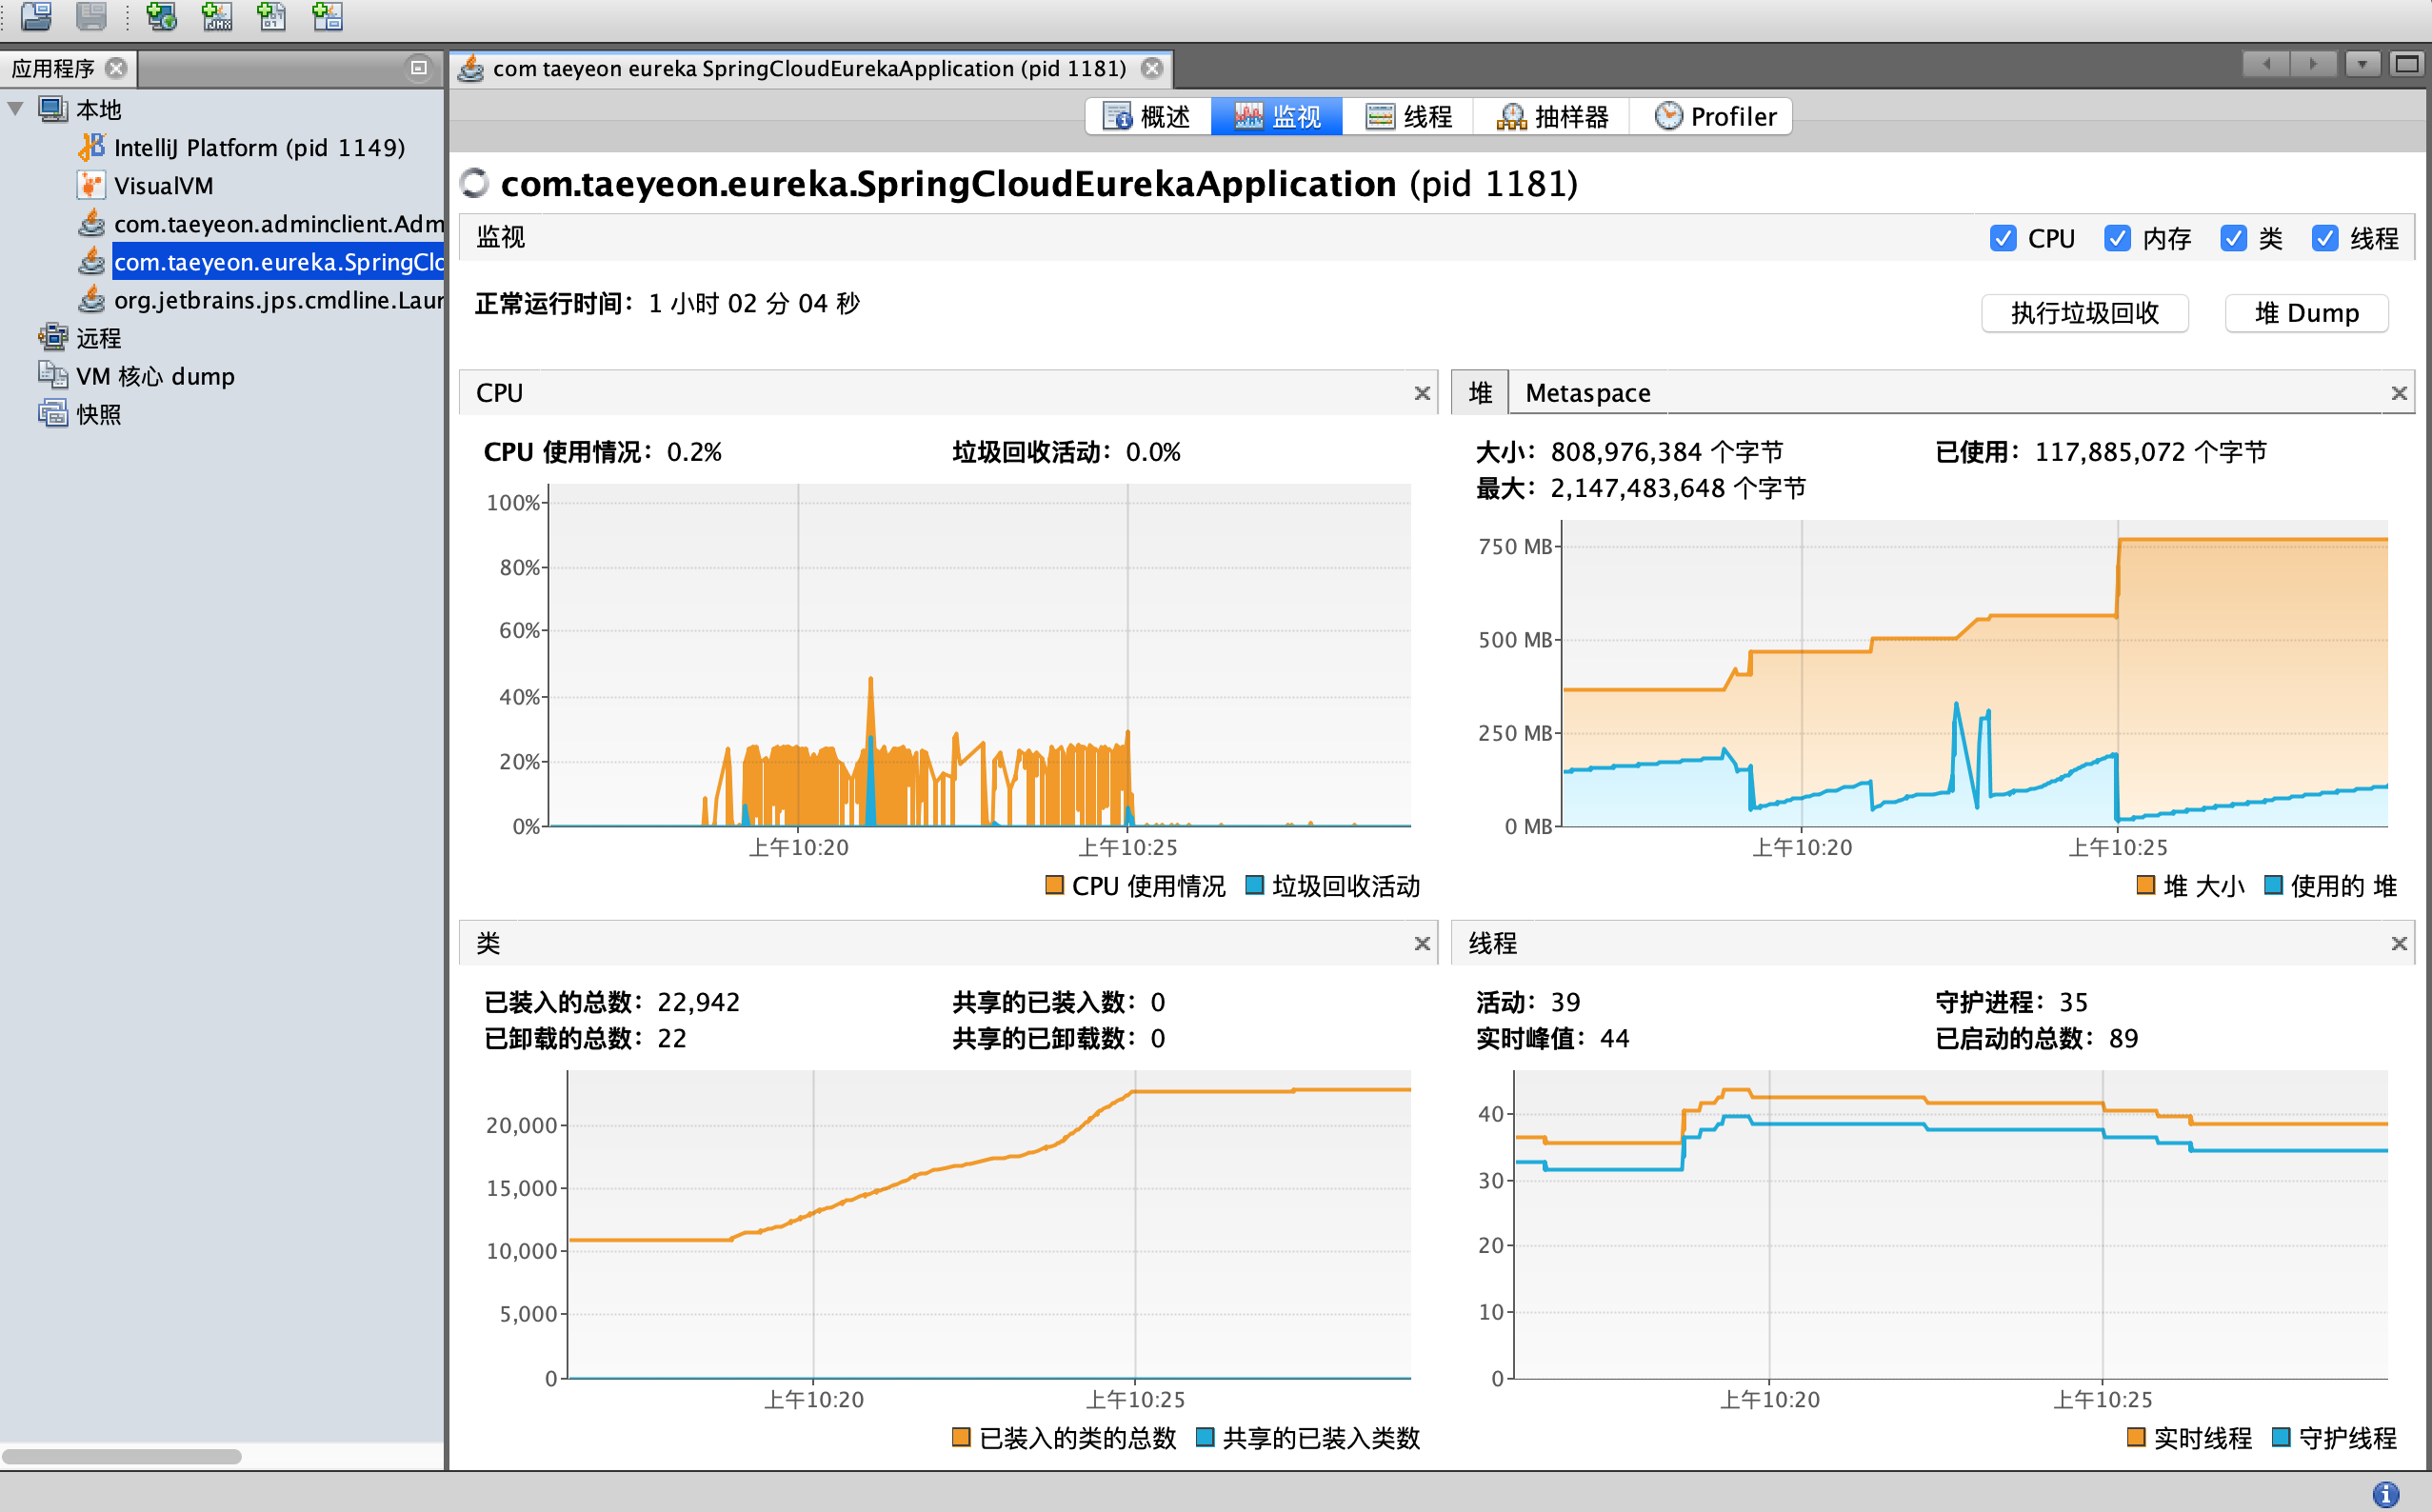 应用程序
本地
IntelliJ Platform (pid 1149)
VisualVM
com.taeyeon.adminclient.Adm
com.taeyeon.eureka.SpringClo
org.jetbrains.jps.cmdline.Laur
远程
VM 核心 dump
快照
com taeyeon eureka SpringCloudEurekaApplication (pid 1181)
概述 监视 线程 抽样器 Profiler
com.taeyeon.eureka.SpringCloudEurekaApplication (pid 1181)
监视 CPU 内存 类 线程
正常运行时间: 1 小时 02 分 04 秒
执行垃圾回收 堆 Dump
CPU
CPU 使用情况: 0.2% 垃圾回收活动: 0.0%
100%
80%
60%
40%
20%
0%
上午10:20 上午10:25
CPU 使用情况 垃圾回收活动
堆 Metaspace
大小: 808,976,384 个字节 已使用: 117,885,072 个字节
最大: 2,147,483,648 个字节
750 MB
500 MB
250 MB
0 MB
上午10:20 上午10:25
堆 大小 使用的 堆
类
已装入的总数: 22,942 共享的已装入数: 0
已卸载的总数: 22 共享的已卸载数: 0
20,000
15,000
10,000
5,000
0
上午10:20 上午10:25
已装入的类的总数 共享的已装入类数
线程
活动: 39 守护进程: 35
实时峰值: 44 已启动的总数: 89
40
30
20
10
0
上午10:20 上午10:25
实时线程 守护线程